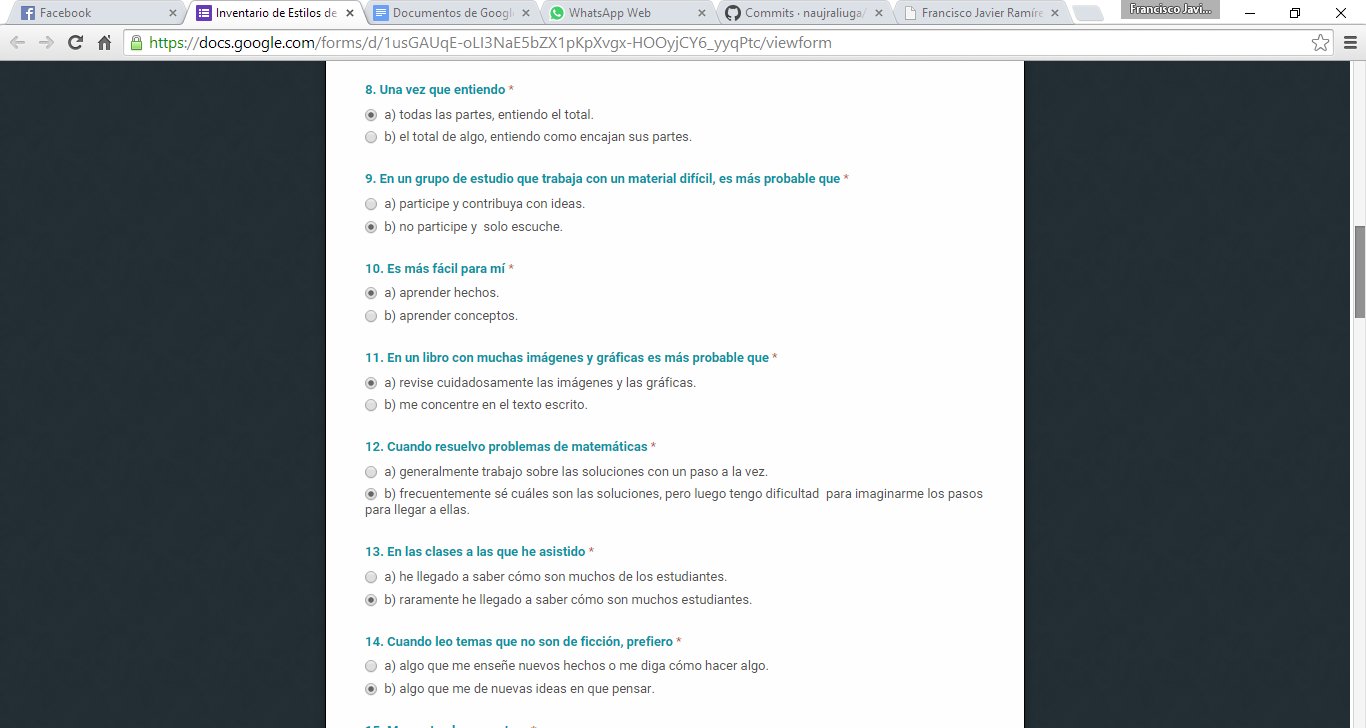 Facebook
Inventario de Estilos de
Documentos de Googl
WhatsApp Web
Commits · naujraliuga/
Francisco Javier Ramíre
Francisco Javi...
https://docs.google.com/forms/d/1usGAUqE-oLI3NaE5bZX1pKpXvgx-HOOyjCY6_yyqPtc/viewform
8. Una vez que entiendo *
a) todas las partes, entiendo el total.
b) el total de algo, entiendo como encajan sus partes.
9. En un grupo de estudio que trabaja con un material difícil, es más probable que *
a) participe y contribuya con ideas.
b) no participe y  solo escuche.
10. Es más fácil para mí *
a) aprender hechos.
b) aprender conceptos.
11. En un libro con muchas imágenes y gráficas es más probable que *
a) revise cuidadosamente las imágenes y las gráficas.
b) me concentre en el texto escrito.
12. Cuando resuelvo problemas de matemáticas *
a) generalmente trabajo sobre las soluciones con un paso a la vez.
b) frecuentemente sé cuáles son las soluciones, pero luego tengo dificultad  para imaginarme los pasos
para llegar a ellas.
13. En las clases a las que he asistido *
a) he llegado a saber cómo son muchos de los estudiantes.
b) raramente he llegado a saber cómo son muchos estudiantes.
14. Cuando leo temas que no son de ficción, prefiero *
a) algo que me enseñe nuevos hechos o me diga cómo hacer algo.
b) algo que me de nuevas ideas en que pensar.